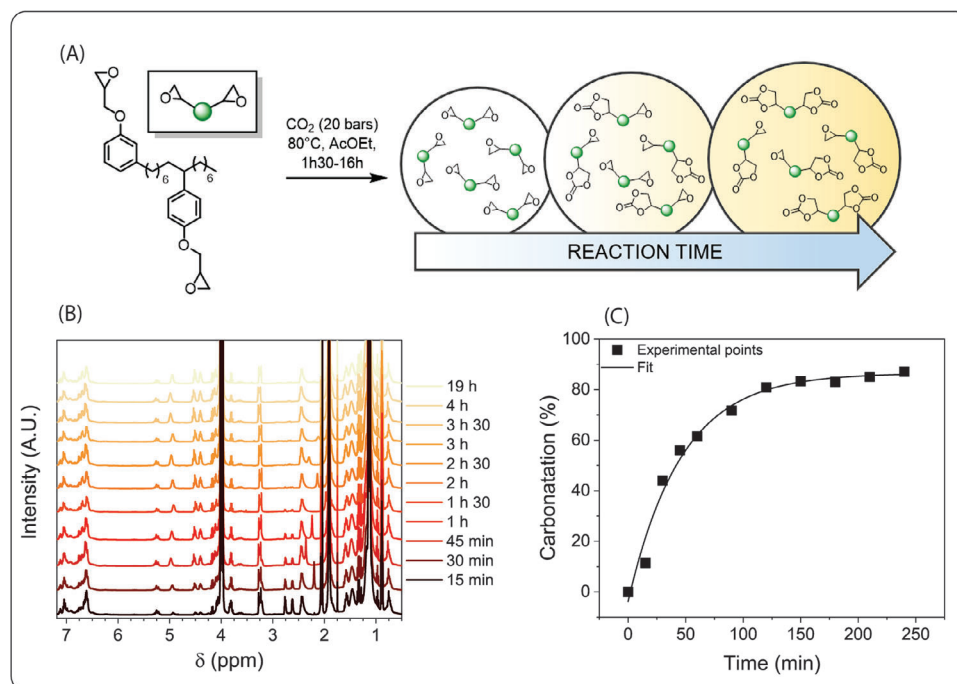 (A)
O
O
O
O
CO₂ (20 bars)
80°C, AcOEt,
1h30-16h
6
6
O
O
REACTION TIME
(B)
Intensity (A.U.)
19 h
4 h
3 h 30
3 h
2 h 30
2 h
1 h 30
1 h
45 min
30 min
15 min
7 6 5 4 3 2 1
δ (ppm)
(C)
Experimental points
Fit
Carbonatation (%)
100
80
60
40
20
0
0 50 100 150 200 250
Time (min)